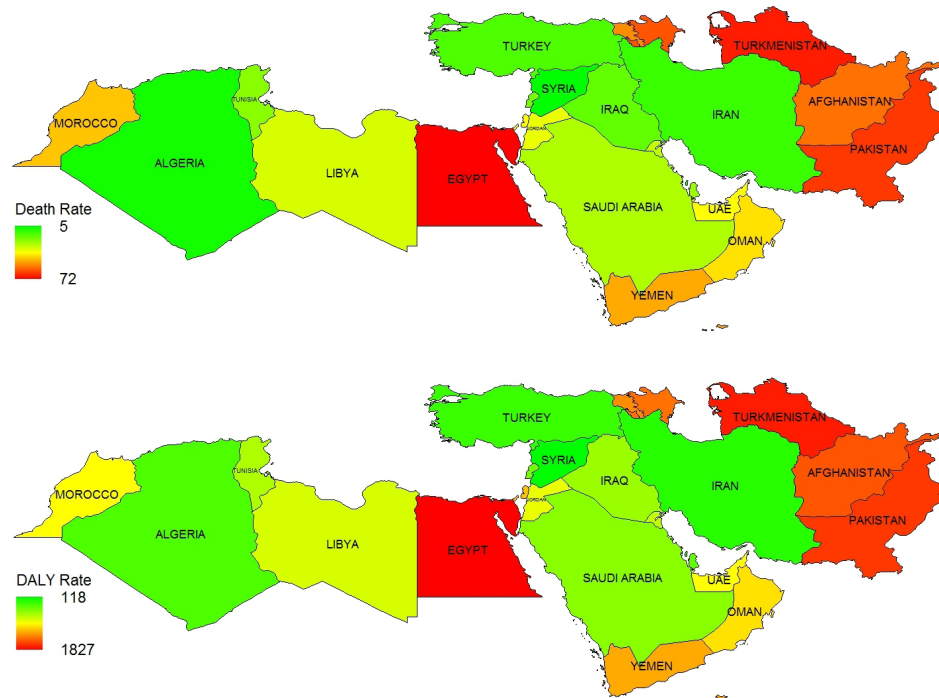 TURKEY
TURKMENISTAN
SYRIA
AFGHANISTAN
TUNISIA
IRAQ
IRAN
MOROCCO
JORDAN
PAKISTAN
ALGERIA
LIBYA
EGYPT
SAUDI ARABIA
UAE
Death Rate
5
72
OMAN
YEMEN
TURKEY
TURKMENISTAN
SYRIA
AFGHANISTAN
TUNISIA
IRAQ
IRAN
MOROCCO
JORDAN
PAKISTAN
ALGERIA
LIBYA
EGYPT
SAUDI ARABIA
UAE
DALY Rate
118
1827
OMAN
YEMEN